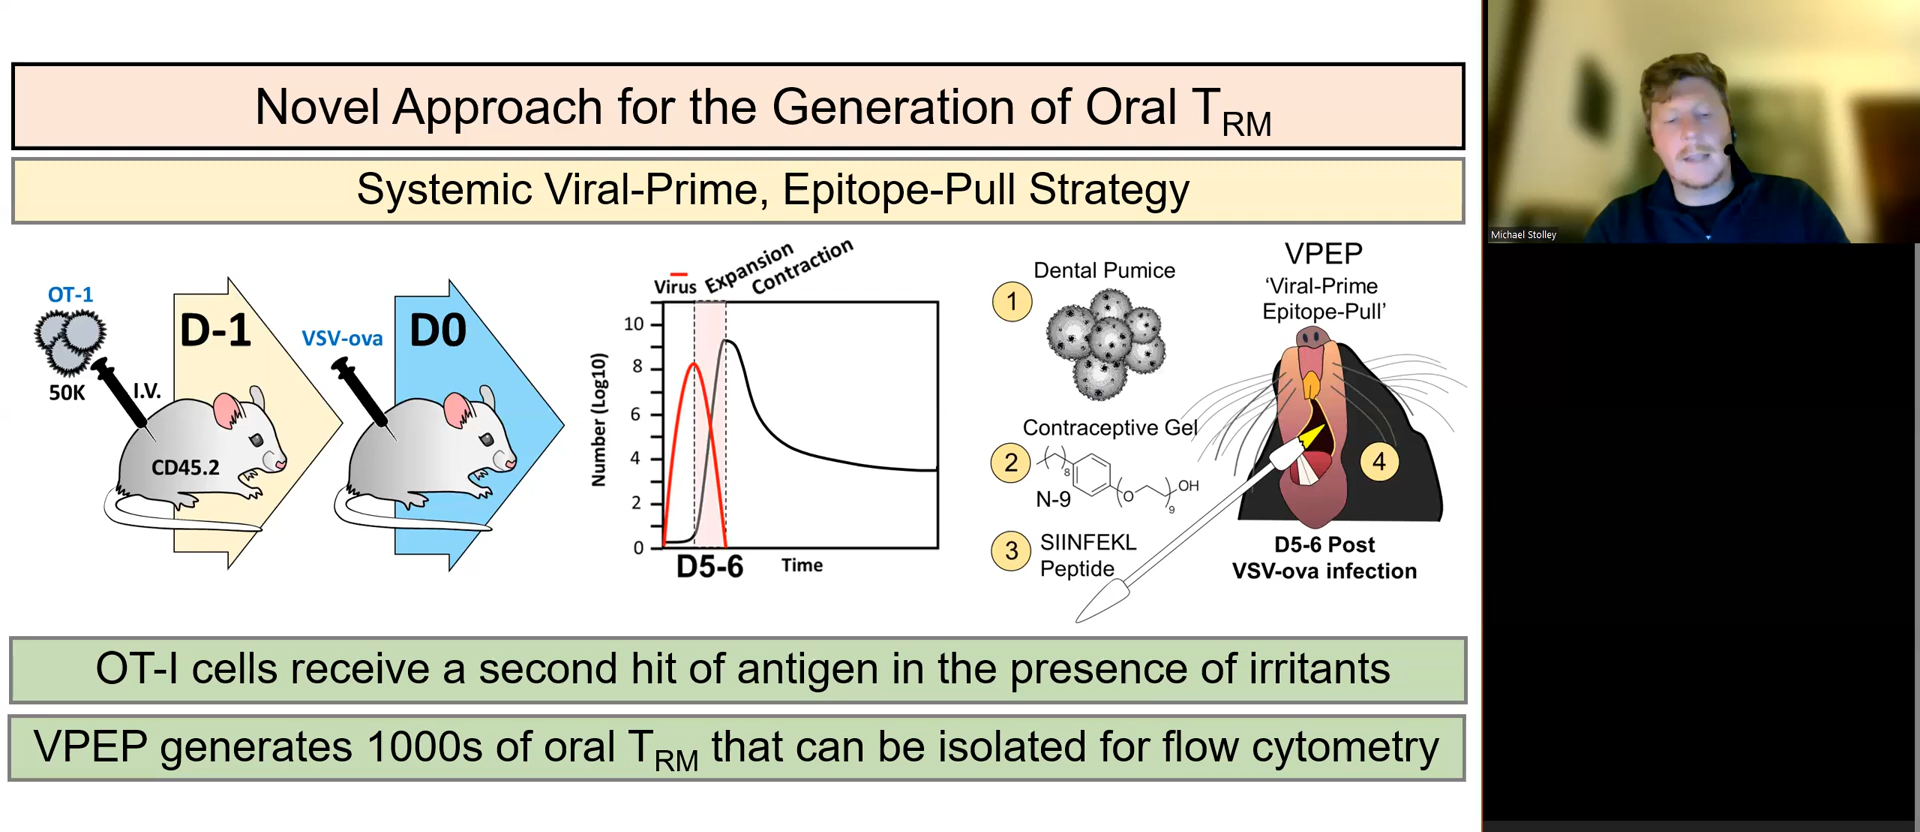 Novel Approach for the Generation of Oral TRM
Systemic Viral-Prime, Epitope-Pull Strategy
OT-1
50K
I.V.
D-1
CD45.2
VSV-ova
D0
Virus
Expansion
Contraction
Number (Log10)
10
8
6
4
2
0
D5-6
Time
1
Dental Pumice
2
Contraceptive Gel
8
O
OH
9
N-9
3
SIINFEKL
Peptide
VPEP
‘Viral-Prime
Epitope-Pull’
4
D5-6 Post
VSV-ova infection
OT-I cells receive a second hit of antigen in the presence of irritants
VPEP generates 1000s of oral TRM that can be isolated for flow cytometry
Michael Stolley